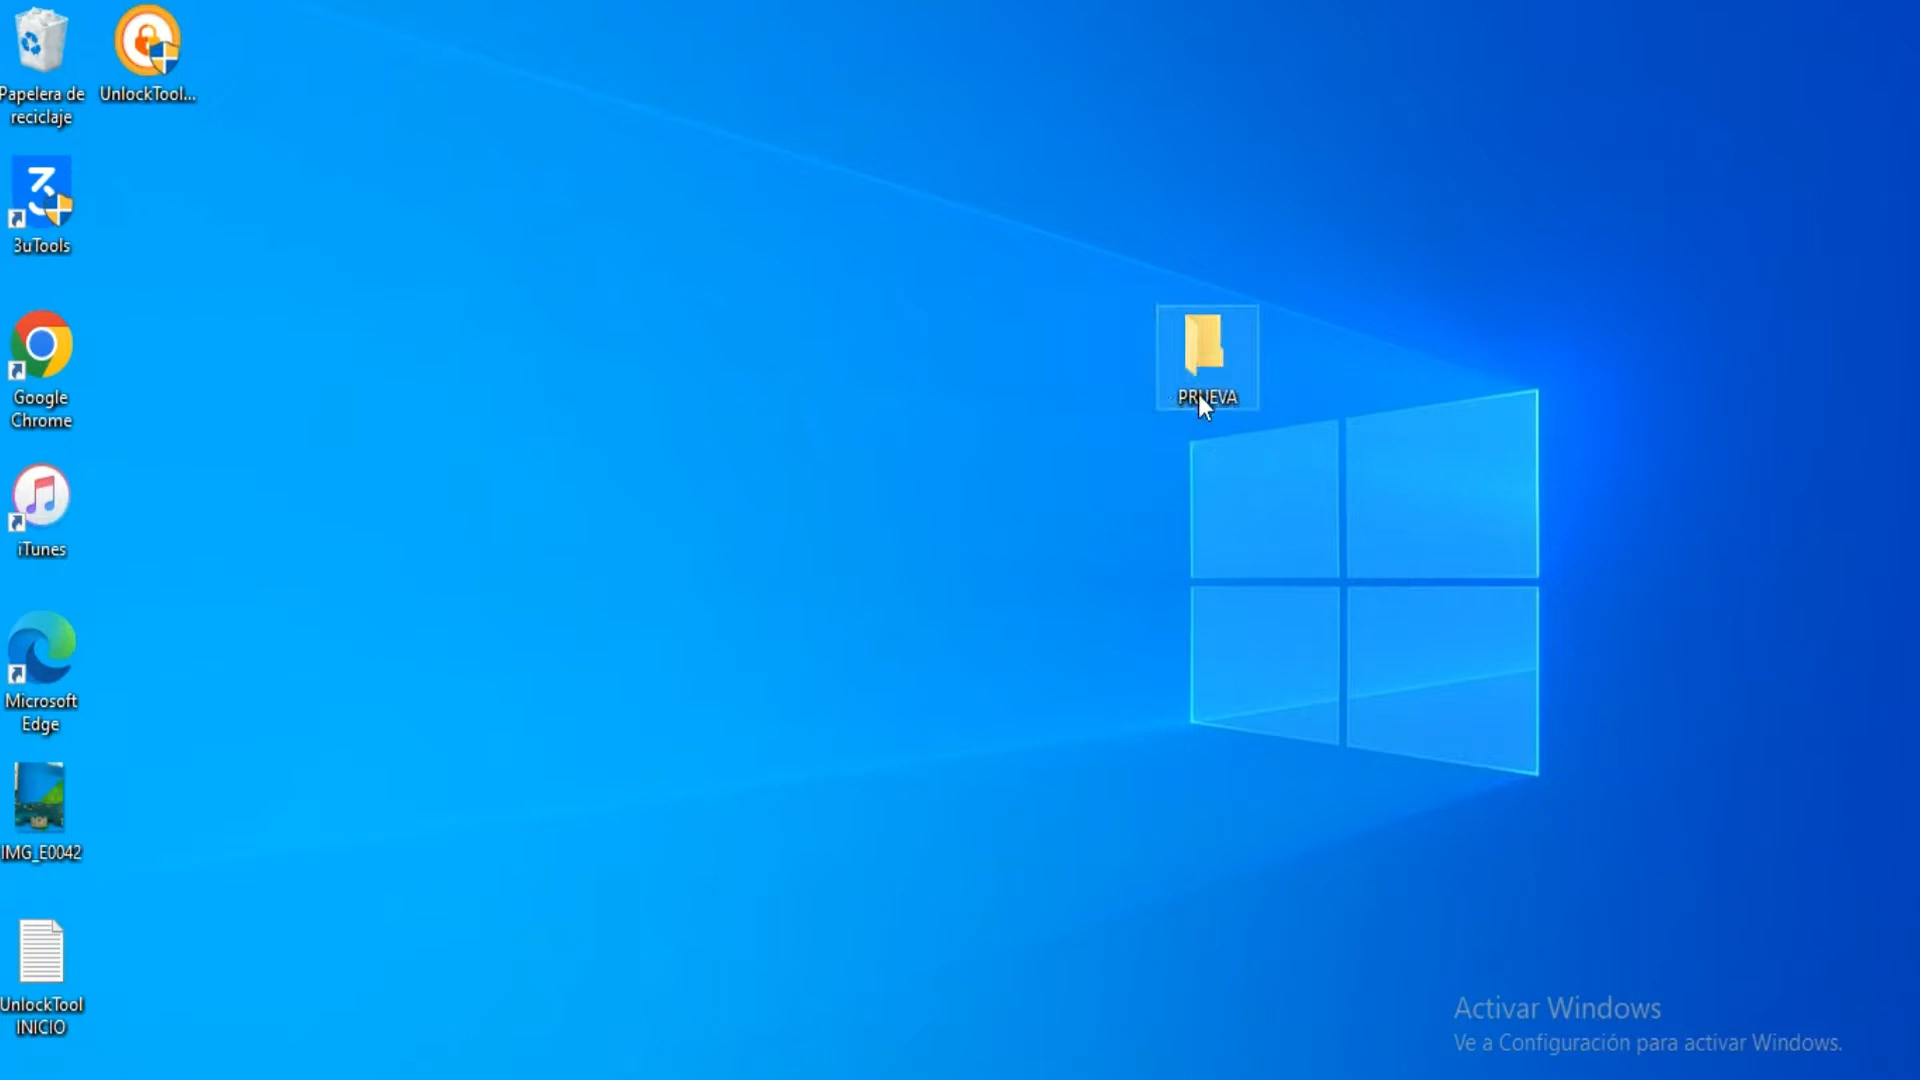 Papelera de
reciclaje
UnlockTool...
3uTools
Google
Chrome
iTunes
Microsoft
Edge
IMG_E0042
UnlockTool
INICIO
PRUEVA
Activar Windows
Ve a Configuración para activar Windows.